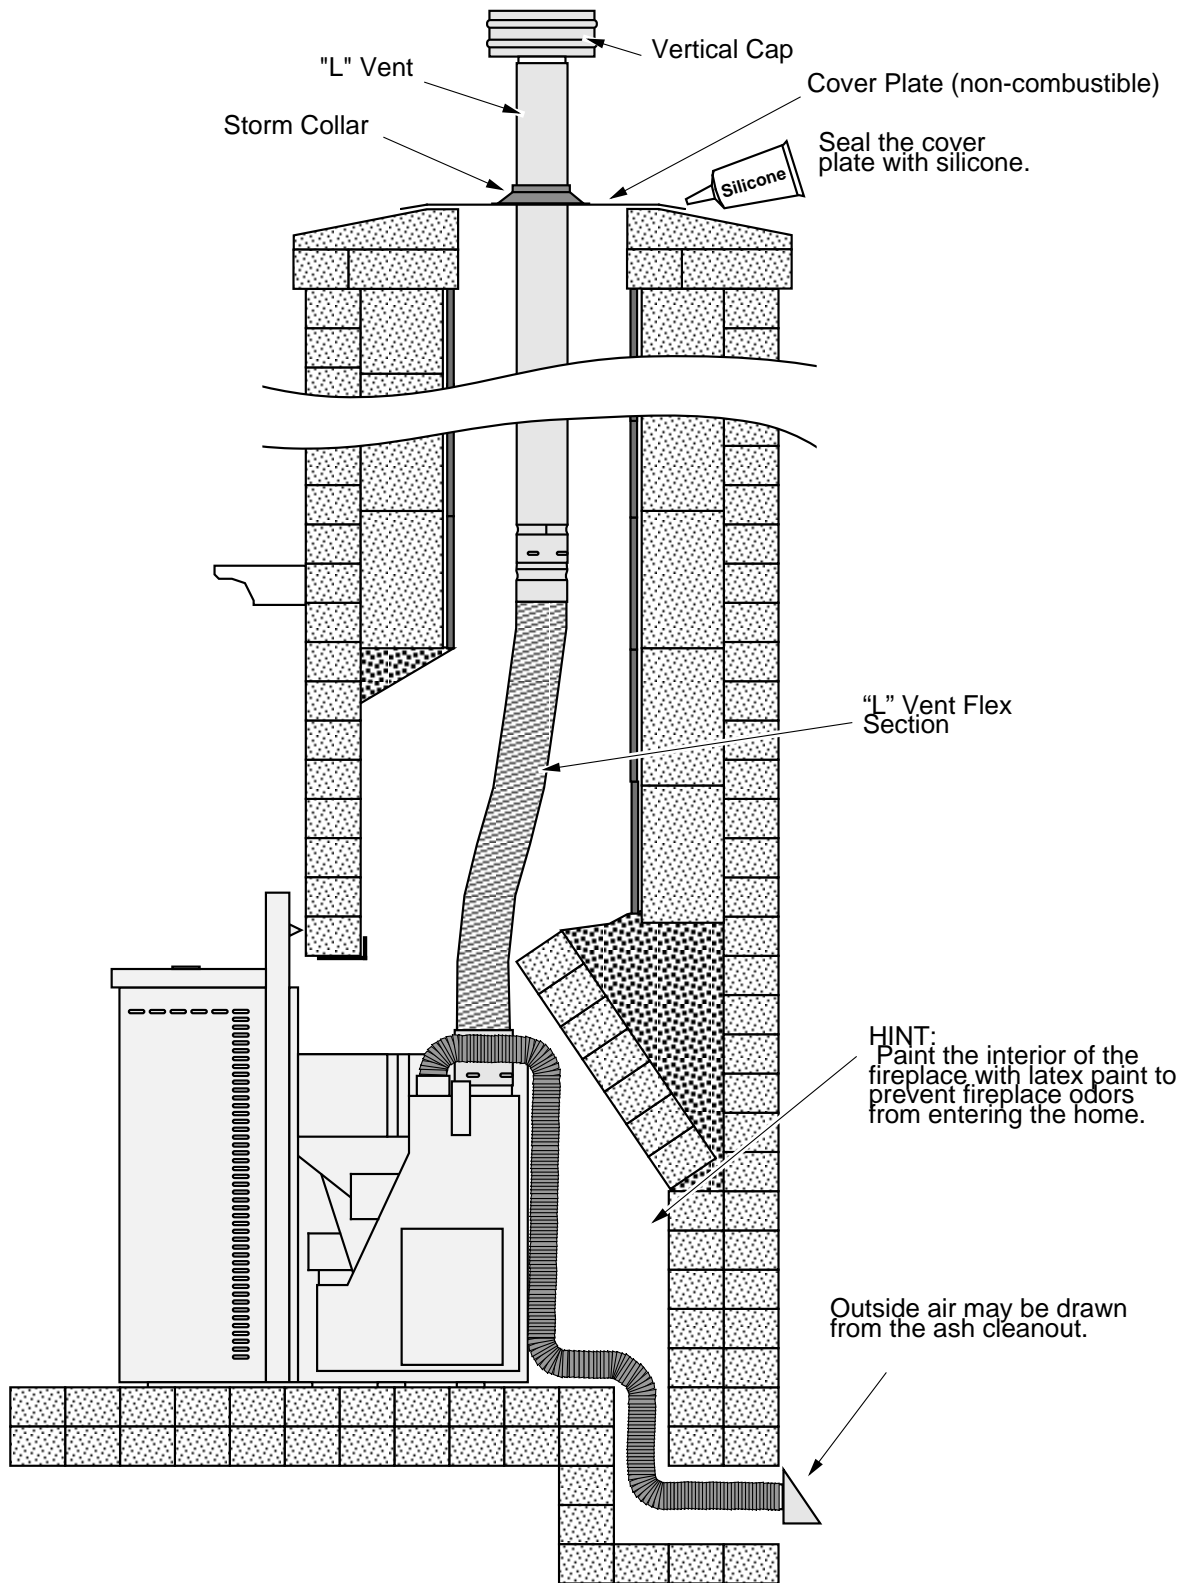 Vertical Cap
"L" Vent
Cover Plate (non-combustible)
Storm Collar
Seal the cover
plate with silicone.
Silicone
“L” Vent Flex
Section
HINT:
Paint the interior of the
fireplace with latex paint to
prevent fireplace odors
from entering the home.
Outside air may be drawn
from the ash cleanout.